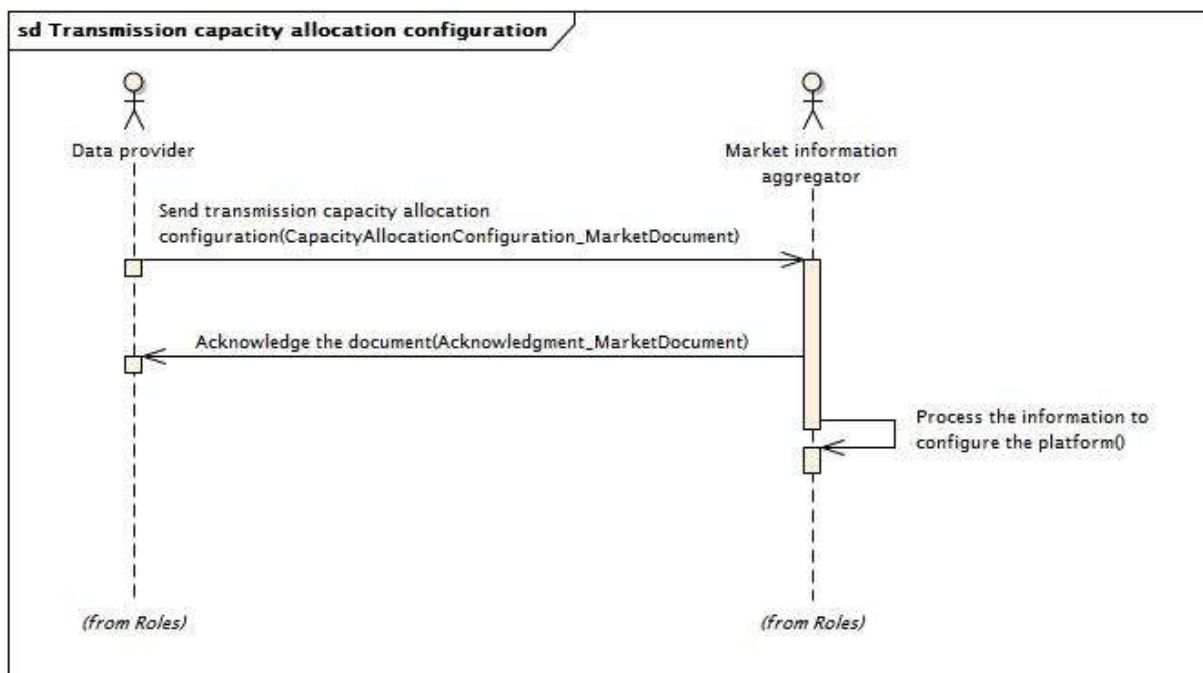 sd Transmission capacity allocation configuration
Data provider
Market information
aggregator
Send transmission capacity allocation
configuration(CapacityAllocationConfiguration_MarketDocument)
Acknowledge the document(Acknowledgment_MarketDocument)
Process the information to
configure the platform()
(from Roles)
(from Roles)